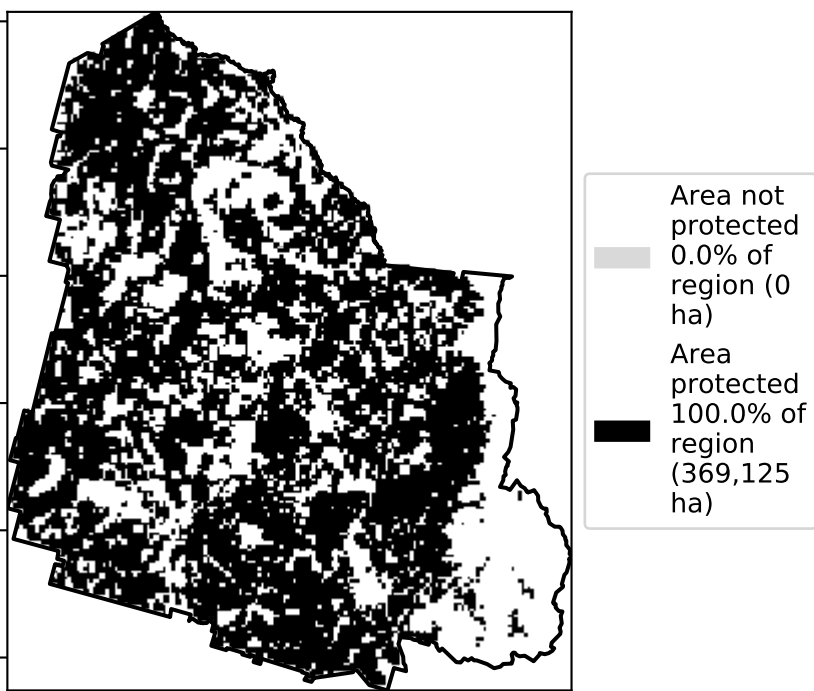 Area not
protected
0.0% of
region (0
ha)
Area
protected
100.0% of
region
(369,125
ha)